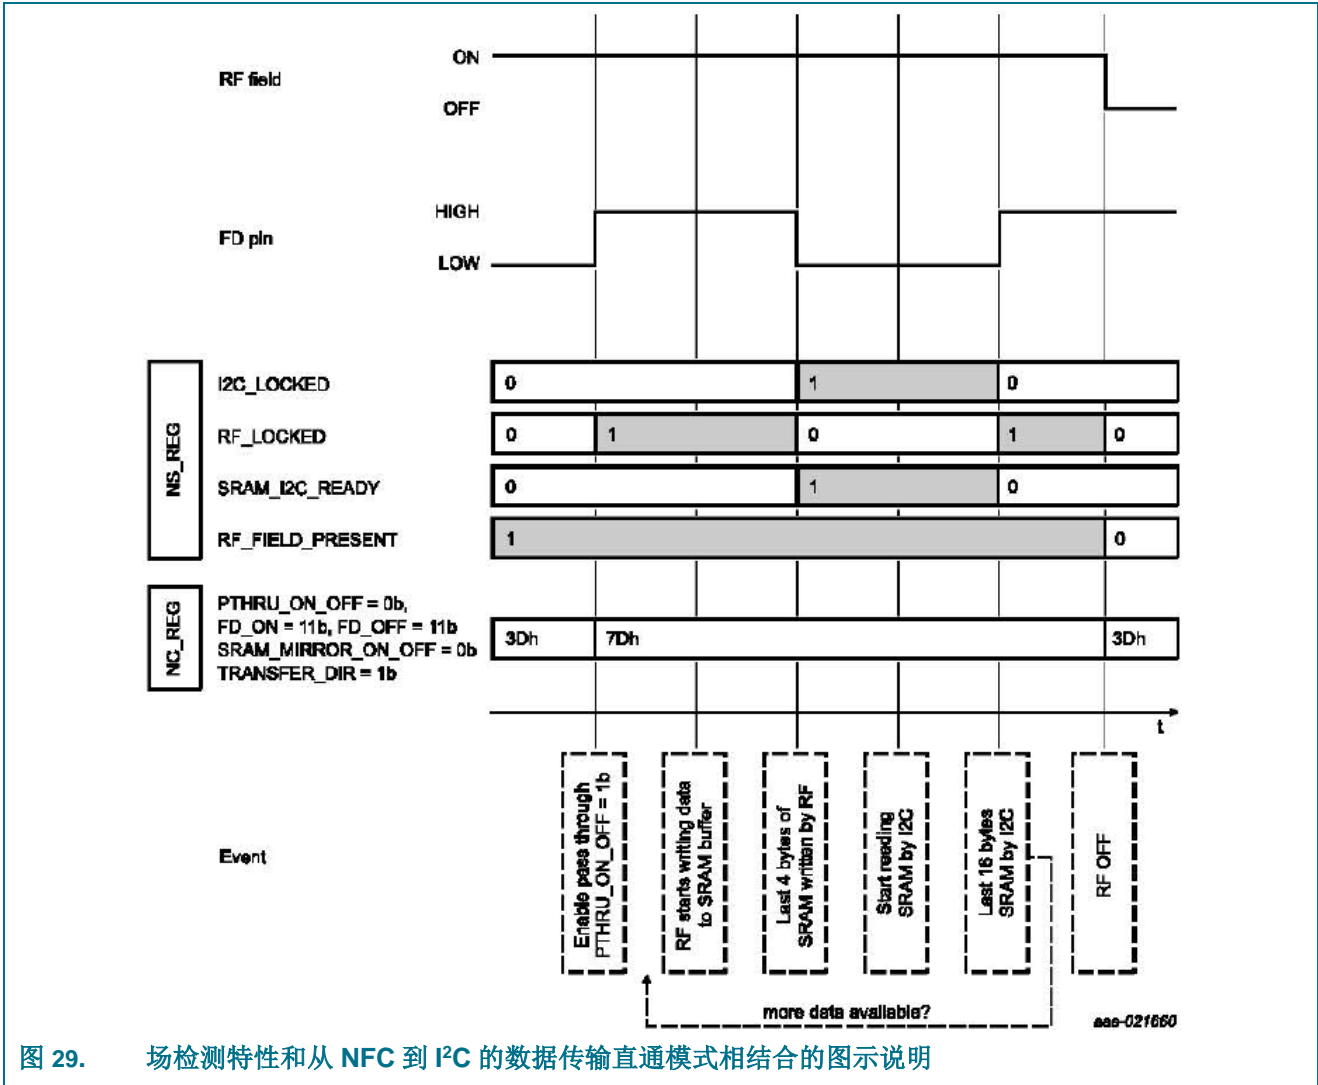 RF field
ON
OFF
FD pin
HIGH
LOW
NS_REG
I2C_LOCKED
0
1
0
RF_LOCKED
0
1
0
1
0
SRAM_I2C_READY
0
1
0
RF_FIELD_PRESENT
1
0
NC_REG
PTHRU_ON_OFF = 0b,
FD_ON = 11b, FD_OFF = 11b
SRAM_MIRROR_ON_OFF = 0b
TRANSFER_DIR = 1b
3Dh
7Dh
3Dh
t
Event
Enable pass through
PTHRU_ON_OFF = 1b
RF starts writing data
to SRAM buffer
Last 4 bytes of
SRAM written by RF
Start reading
SRAM by I2C
Last 16 bytes
SRAM by I2C
RF OFF
more data available?
aaa-021660
图 29. 场检测特性和从 NFC 到 I²C 的数据传输直通模式相结合的图示说明